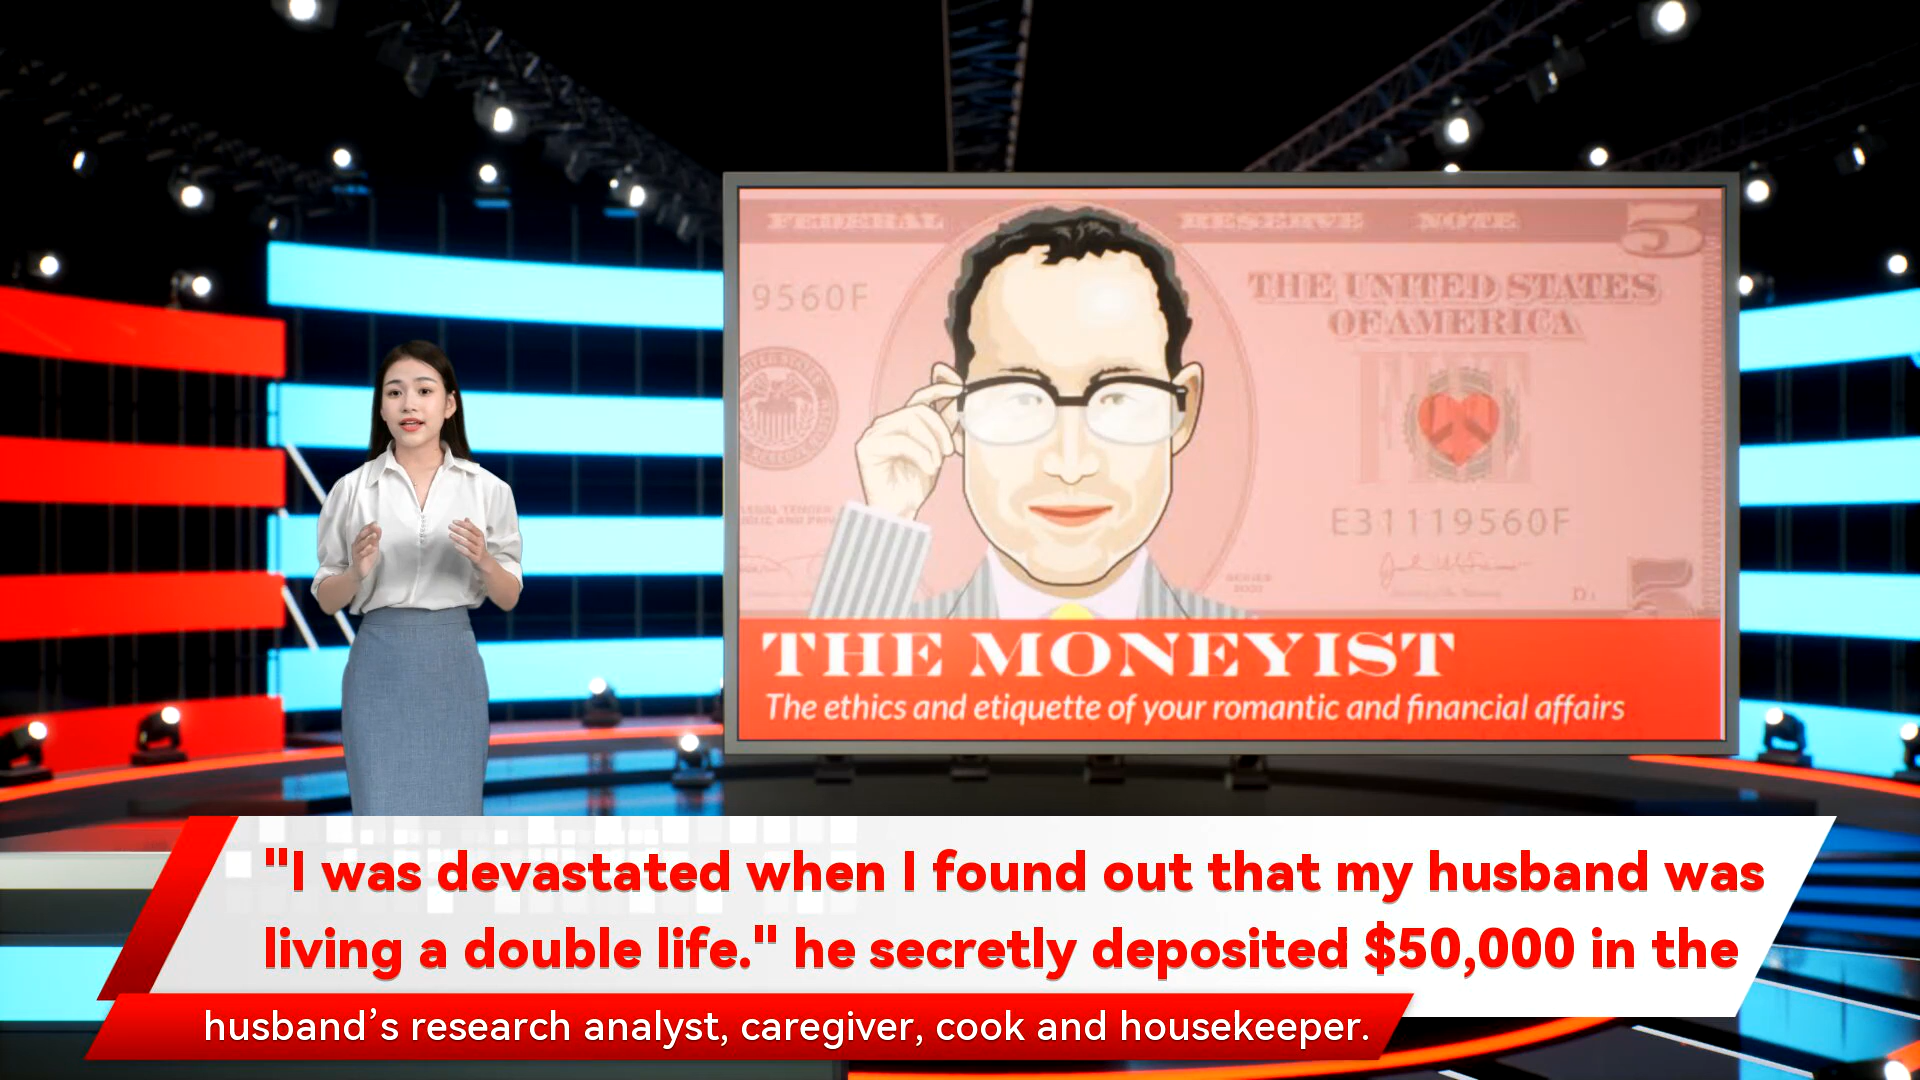 FEDERAL RESERVE NOTE
5
9560F
THE UNITED STATES
OF AMERICA
E31119560F
5
THE MONEYIST
The ethics and etiquette of your romantic and financial affairs
"I was devastated when I found out that my husband was
living a double life." he secretly deposited $50,000 in the
husband’s research analyst, caregiver, cook and housekeeper.